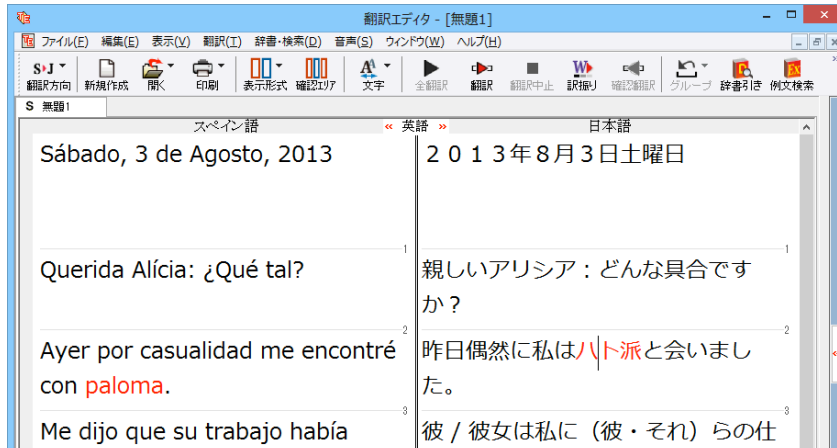 翻訳エディタ - [無題1]
ファイル(F) 編集(E) 表示(V) 翻訳(T) 辞書・検索(D) 音声(S) ウィンドウ(W) ヘルプ(H)
S J A W EX
翻訳方向 新規作成 開く 印刷 表示形式 確認エリア 文字 全翻訳 翻訳 翻訳中止 訳振り 確認翻訳 グループ 辞書引き 例文検索
S 無題1
スペイン語 « 英語 » 日本語
Sábado, 3 de Agosto, 2013
２０１３年８月３日土曜日
1 1
Querida Alícia: ¿Qué tal?
親しいアリシア：どんな具合です
か？
2 2
Ayer por casualidad me encontré
con paloma.
昨日偶然に私はハト派と会いまし
た。
3 3
Me dijo que su trabajo había
彼 / 彼女は私に（彼・それ）らの仕